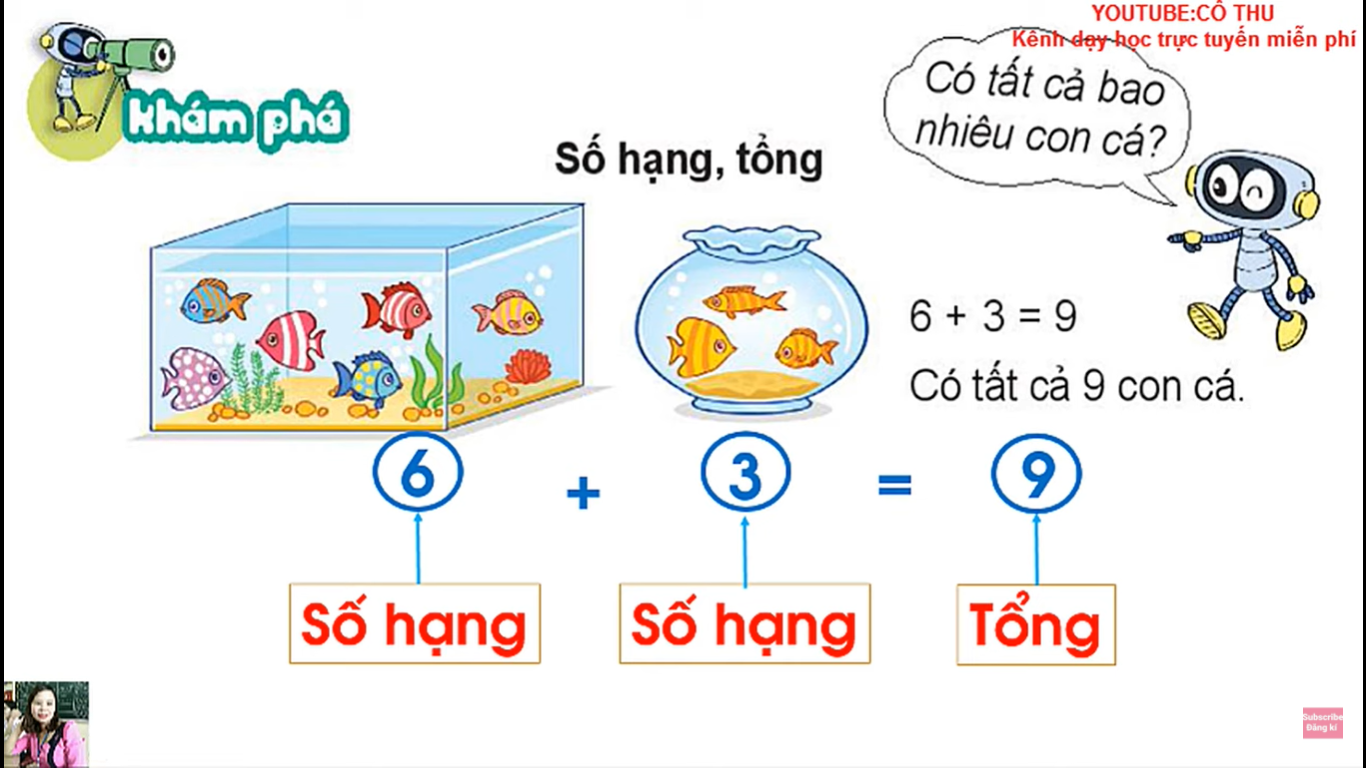 YOUTUBE:CÔ THU
Kênh dạy học trực tuyến miễn phí
Khám phá
Có tất cả bao
nhiêu con cá?
Số hạng, tổng
6 + 3 = 9
Có tất cả 9 con cá.
6 + 3 = 9
Số hạng Số hạng Tổng
Subscribe
Đăng kí